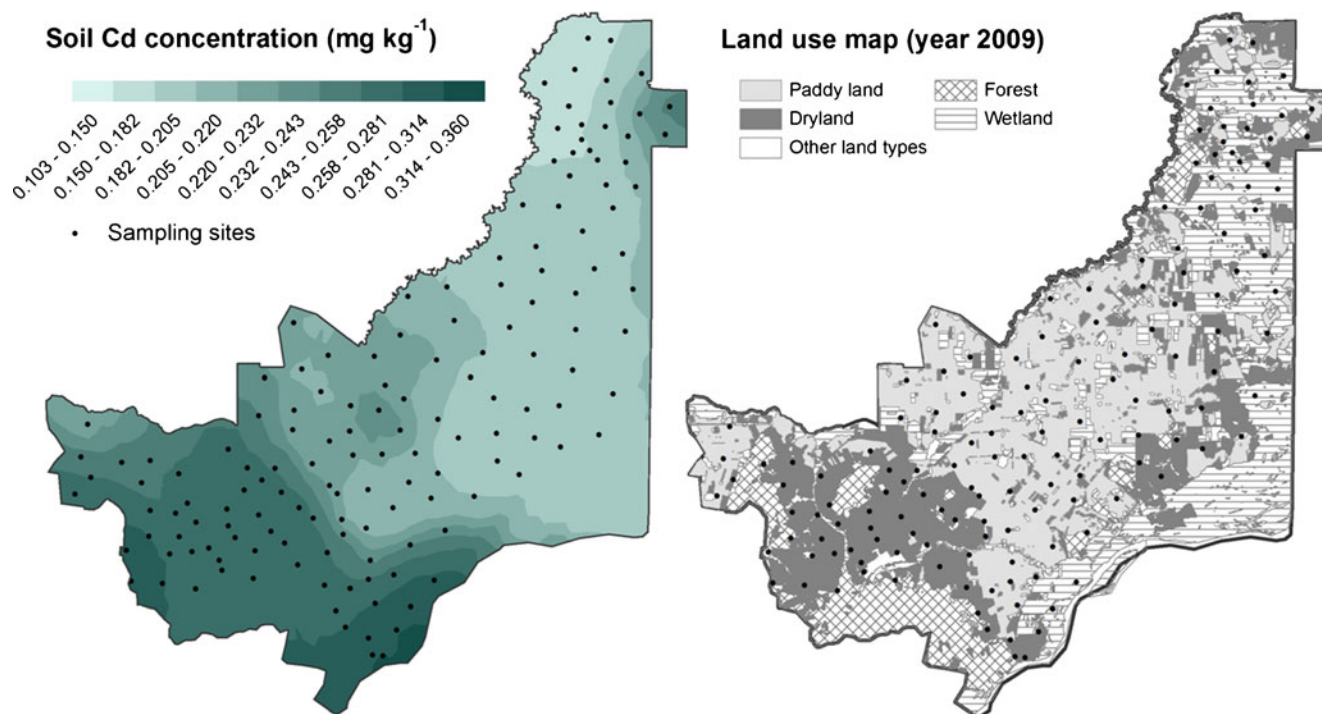 Soil Cd concentration (mg kg-1)
0.103 - 0.150
0.150 - 0.182
0.182 - 0.205
0.205 - 0.220
0.220 - 0.232
0.232 - 0.243
0.243 - 0.258
0.258 - 0.281
0.281 - 0.314
0.314 - 0.360
Sampling sites
Land use map (year 2009)
Paddy land
Forest
Dryland
Wetland
Other land types